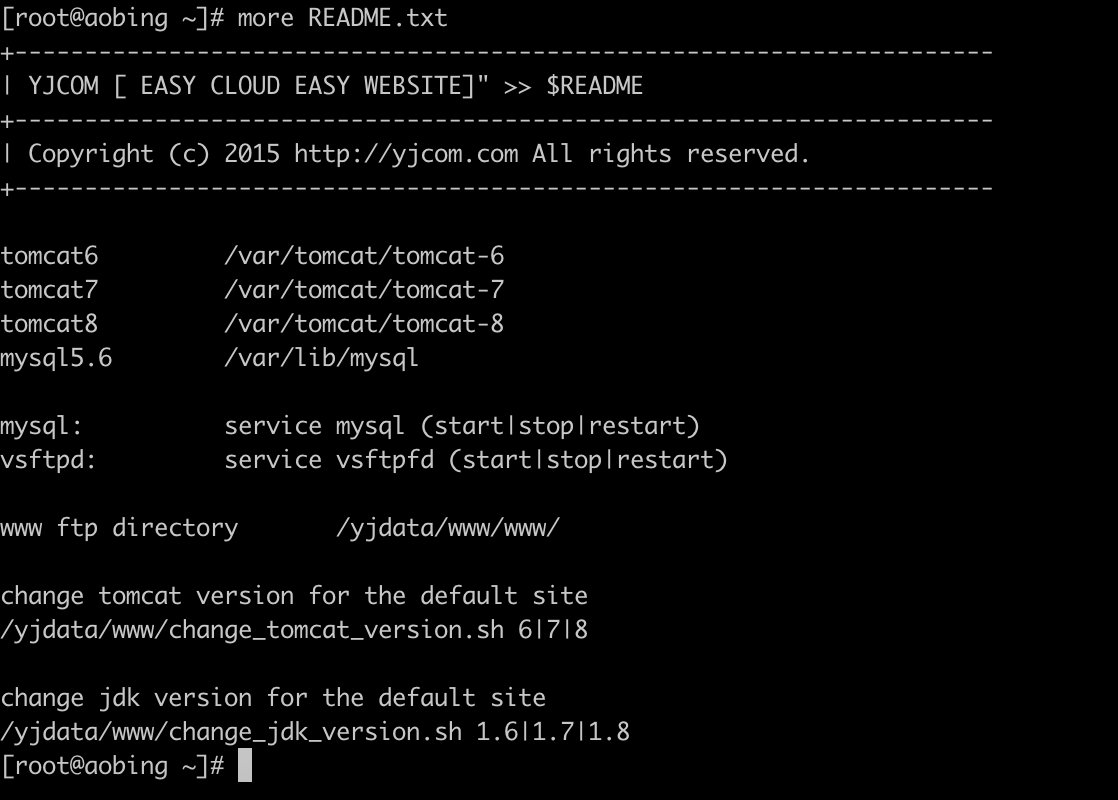 [root@aobing ~]# more README.txt
+----------------------------------------------------------------------
| YJCOM [ EASY CLOUD EASY WEBSITE]" >> $README
+----------------------------------------------------------------------
| Copyright (c) 2015 http://yjcom.com All rights reserved.
+----------------------------------------------------------------------
tomcat6         /var/tomcat/tomcat-6
tomcat7         /var/tomcat/tomcat-7
tomcat8         /var/tomcat/tomcat-8
mysql5.6        /var/lib/mysql
mysql:          service mysql (start|stop|restart)
vsftpd:         service vsftpfd (start|stop|restart)
www ftp directory       /yjdata/www/www/
change tomcat version for the default site
/yjdata/www/change_tomcat_version.sh 6|7|8
change jdk version for the default site
/yjdata/www/change_jdk_version.sh 1.6|1.7|1.8
[root@aobing ~]#